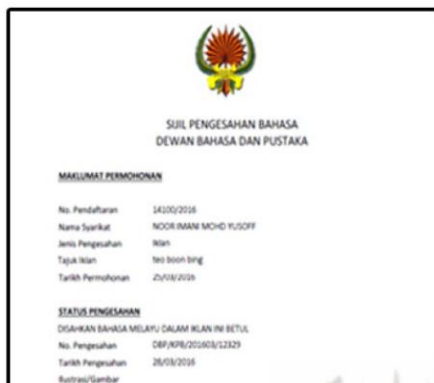 SIJIL PENGESAHAN BAHASA
DEWAN BAHASA DAN PUSTAKA
MAKLUMAT PERMOHONAN
No. Pendaftaran 14100/2016
Nama Syarikat NOOR IMANI MOHD YUSOFF
Jenis Pengesahan Iklan
Tajuk Iklan teo boon bing
Tarikh Permohonan 25/03/2016
STATUS PENGESAHAN
DISAHKAN BAHASA MELAYU DALAM IKLAN INI BETUL
No. Pengesahan DBP/KPB/201603/12329
Tarikh Pengesahan 28/03/2016
Ilustrasi/Gambar